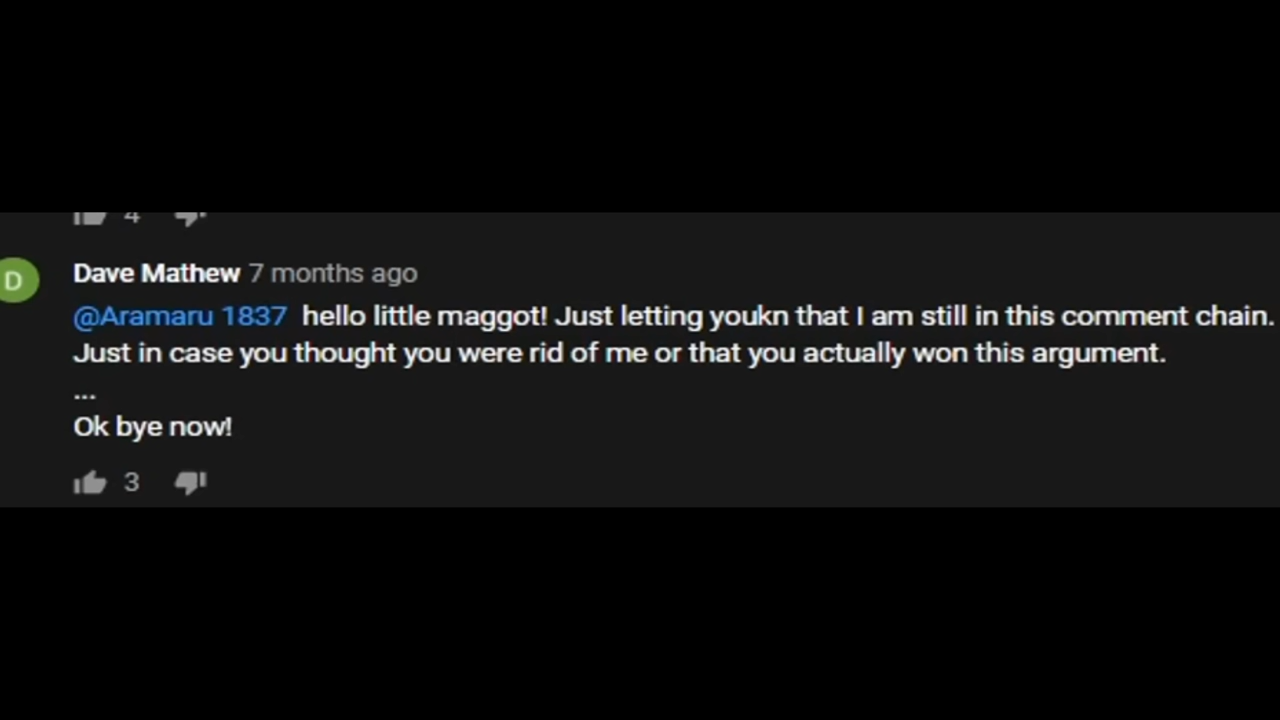 4
D
Dave Mathew 7 months ago
@Aramaru 1837 hello little maggot! Just letting youkn that I am still in this comment chain.
Just in case you thought you were rid of me or that you actually won this argument.
...
Ok bye now!
3